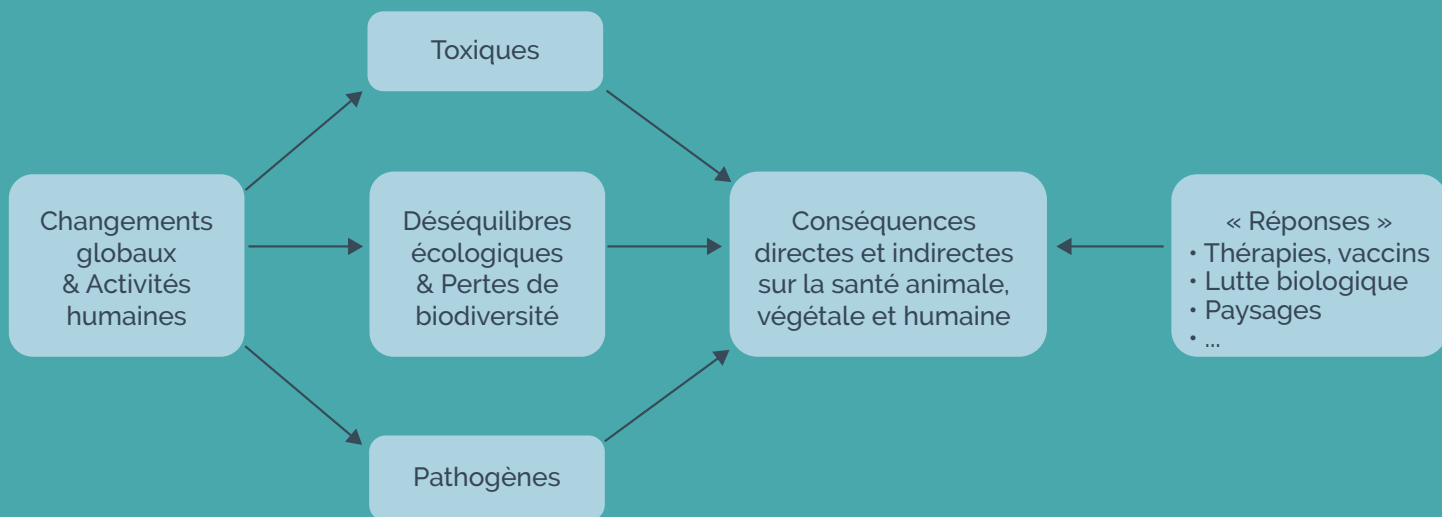 Toxiques
Changements
globaux
& Activités
humaines
Déséquilibres
écologiques
& Pertes de
biodiversité
Conséquences
directes et indirectes
sur la santé animale,
végétale et humaine
« Réponses »
• Thérapies, vaccins
• Lutte biologique
• Paysages
• ...
Pathogènes